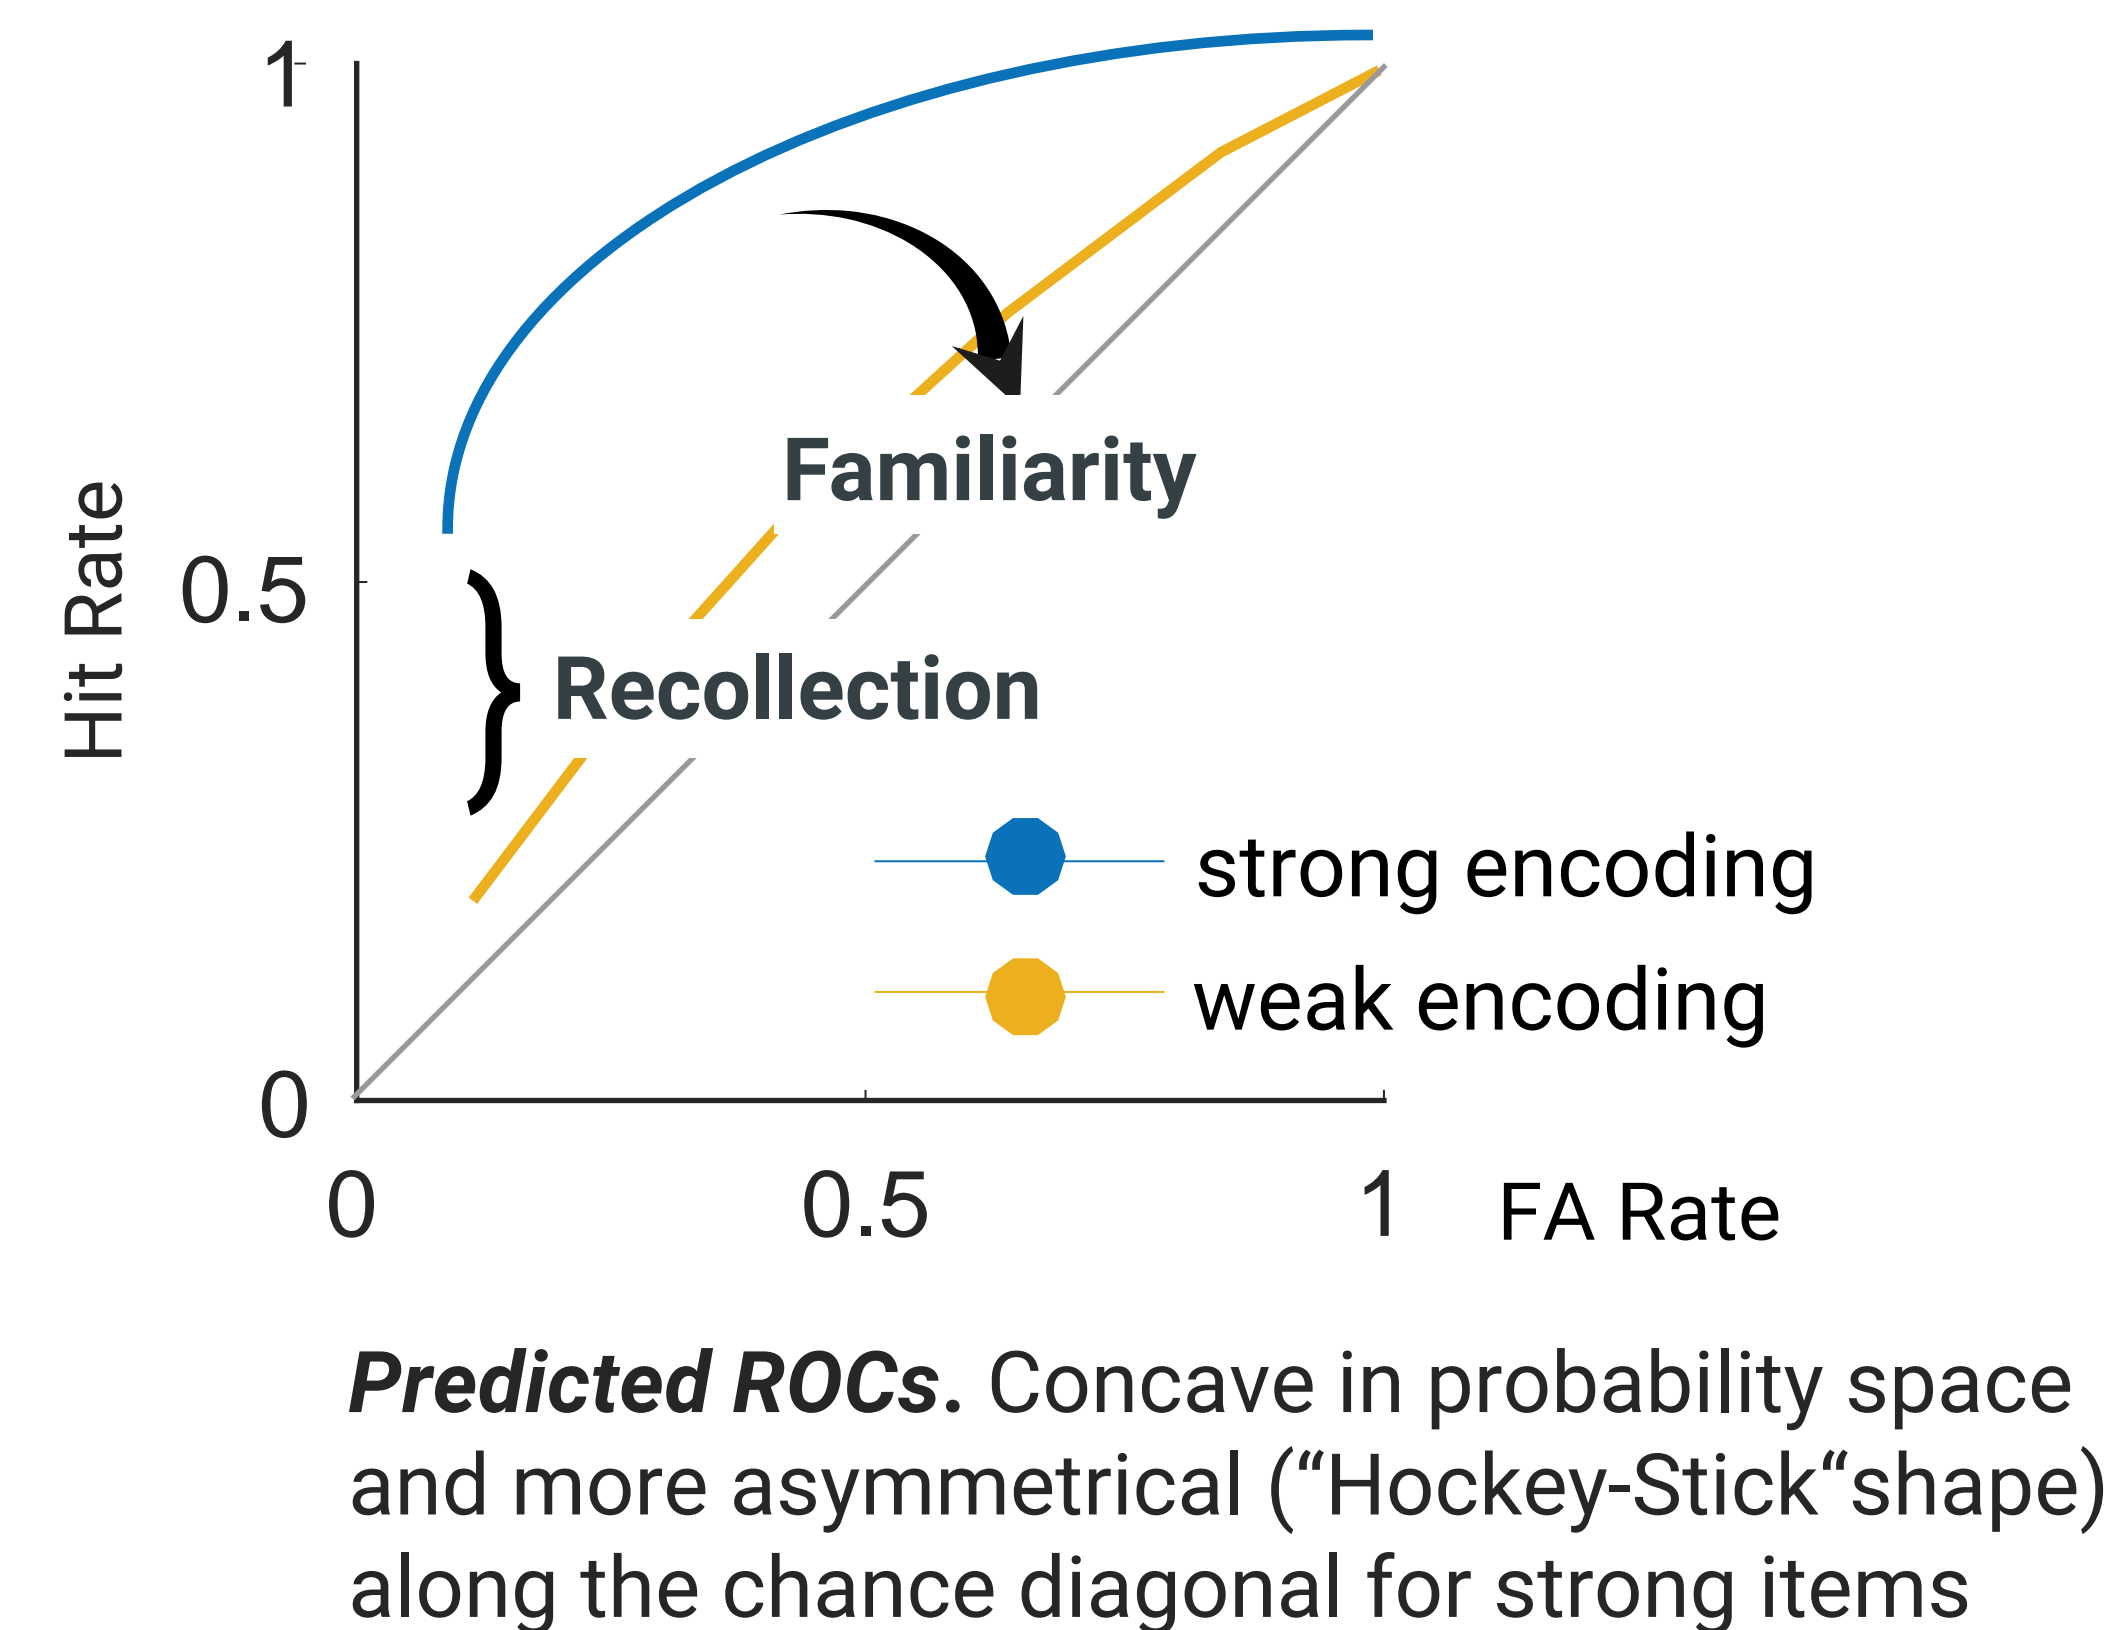 1
Familiarity
Hit Rate
0.5
Recollection
strong encoding
weak encoding
0
0
0.5
1
FA Rate
Predicted ROCs. Concave in probability space
and more asymmetrical (“Hockey-Stick“shape)
along the chance diagonal for strong items